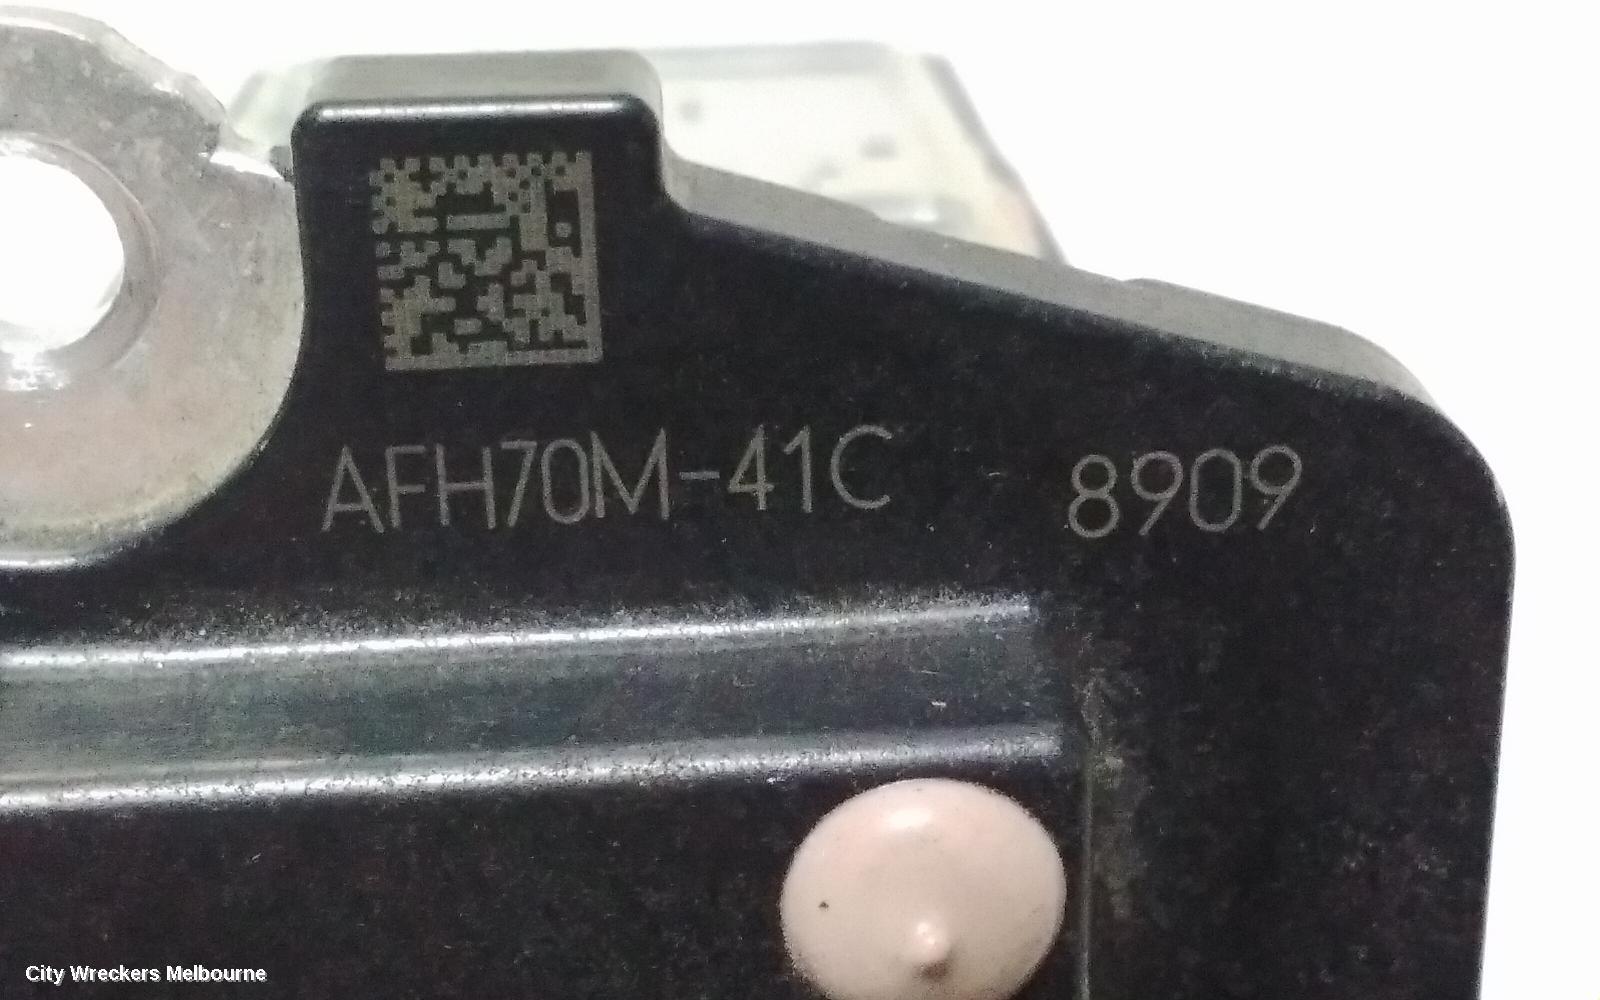 AFH70M-41C 8909
City Wreckers Melbourne